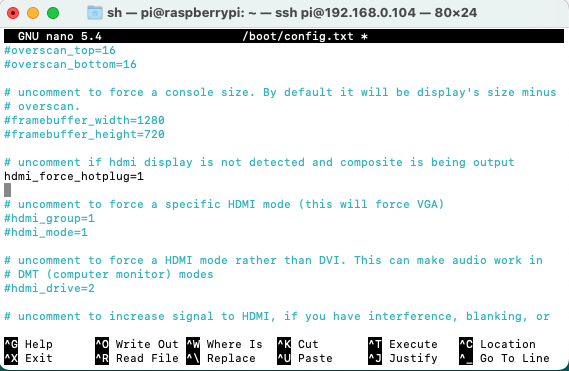 sh — pi@raspberrypi: ~ — ssh pi@192.168.0.104 — 80×24
GNU nano 5.4 /boot/config.txt *
#overscan_top=16
#overscan_bottom=16
# uncomment to force a console size. By default it will be display's size minus
# overscan.
#framebuffer_width=1280
#framebuffer_height=720
# uncomment if hdmi display is not detected and composite is being output
hdmi_force_hotplug=1
# uncomment to force a specific HDMI mode (this will force VGA)
#hdmi_group=1
#hdmi_mode=1
# uncomment to force a HDMI mode rather than DVI. This can make audio work in
# DMT (computer monitor) modes
#hdmi_drive=2
# uncomment to increase signal to HDMI, if you have interference, blanking, or
^G Help ^O Write Out ^W Where Is ^K Cut ^T Execute ^C Location
^X Exit ^R Read File ^\ Replace ^U Paste ^J Justify ^_ Go To Line